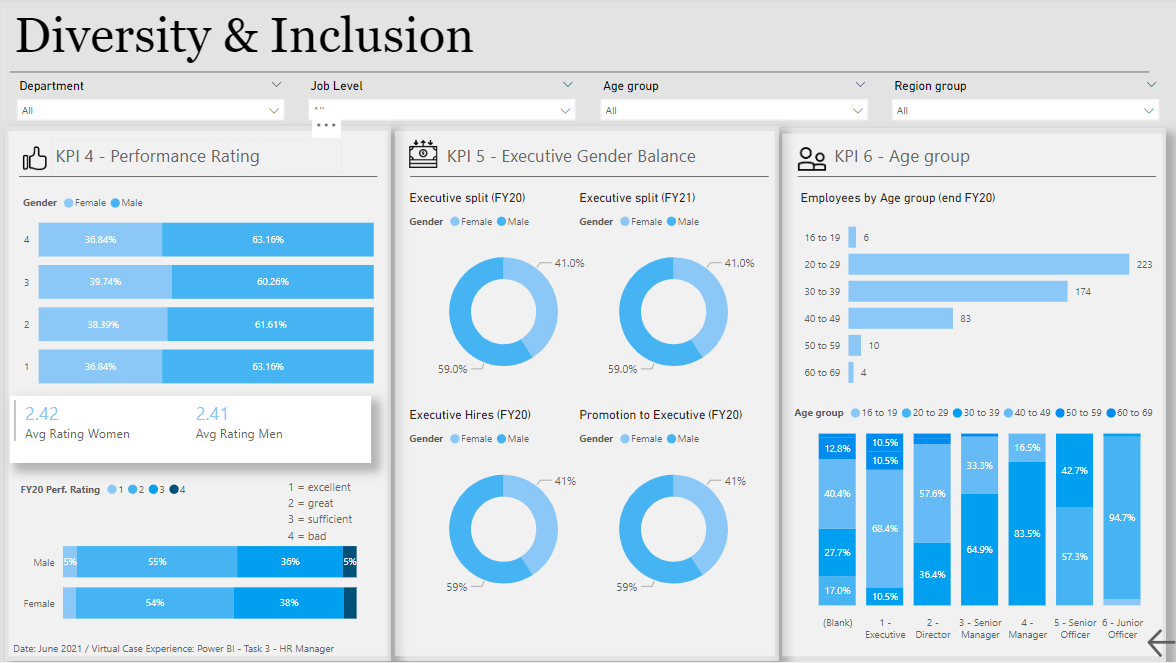 Diversity & Inclusion
Department
Job Level
Age group
Region group
All
All
All
KPI 4 - Performance Rating
Gender Female Male
4 36.84% 63.16%
3 39.74% 60.26%
2 38.39% 61.61%
1 36.84% 63.16%
2.42 2.41
Avg Rating Women Avg Rating Men
FY20 Perf. Rating 1 2 3 4
1 = excellent
2 = great
3 = sufficient
4 = bad
Male 5% 55% 36% 5%
Female 54% 38%
Date: June 2021 / Virtual Case Experience: Power BI - Task 3 - HR Manager
KPI 5 - Executive Gender Balance
Executive split (FY20)
Gender Female Male
41.0%
59.0%
Executive split (FY21)
Gender Female Male
41.0%
59.0%
Executive Hires (FY20)
Gender Female Male
41%
59%
Promotion to Executive (FY20)
Gender Female Male
41%
59%
KPI 6 - Age group
Employees by Age group (end FY20)
16 to 19 6
20 to 29 223
30 to 39 174
40 to 49 83
50 to 59 10
60 to 69 4
Age group 16 to 19 20 to 29 30 to 39 40 to 49 50 to 59 60 to 69
12.8%
40.4%
27.7%
17.0%
(Blank)
10.5%
10.5%
68.4%
10.5%
1 -
Executive
57.6%
36.4%
2 -
Director
33.3%
64.9%
3 - Senior
Manager
16.5%
83.5%
4 -
Manager
42.7%
57.3%
5 - Senior
Officer
94.7%
6 - Junior
Officer